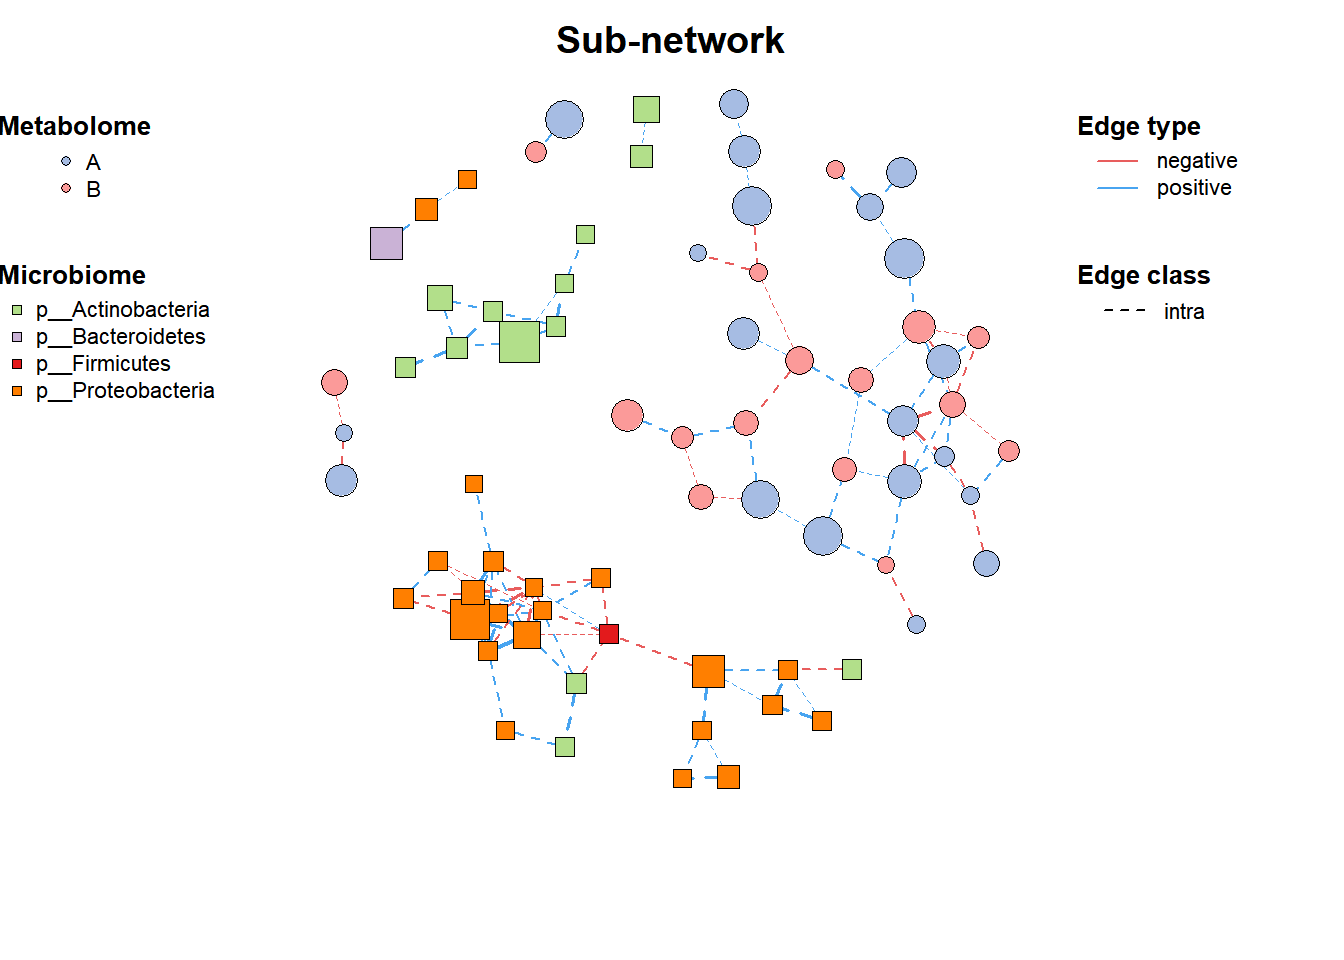 Sub-network
Metabolome
A
B
Microbiome
p__Actinobacteria
p__Bacteroidetes
p__Firmicutes
p__Proteobacteria
Edge type
negative
positive
Edge class
intra